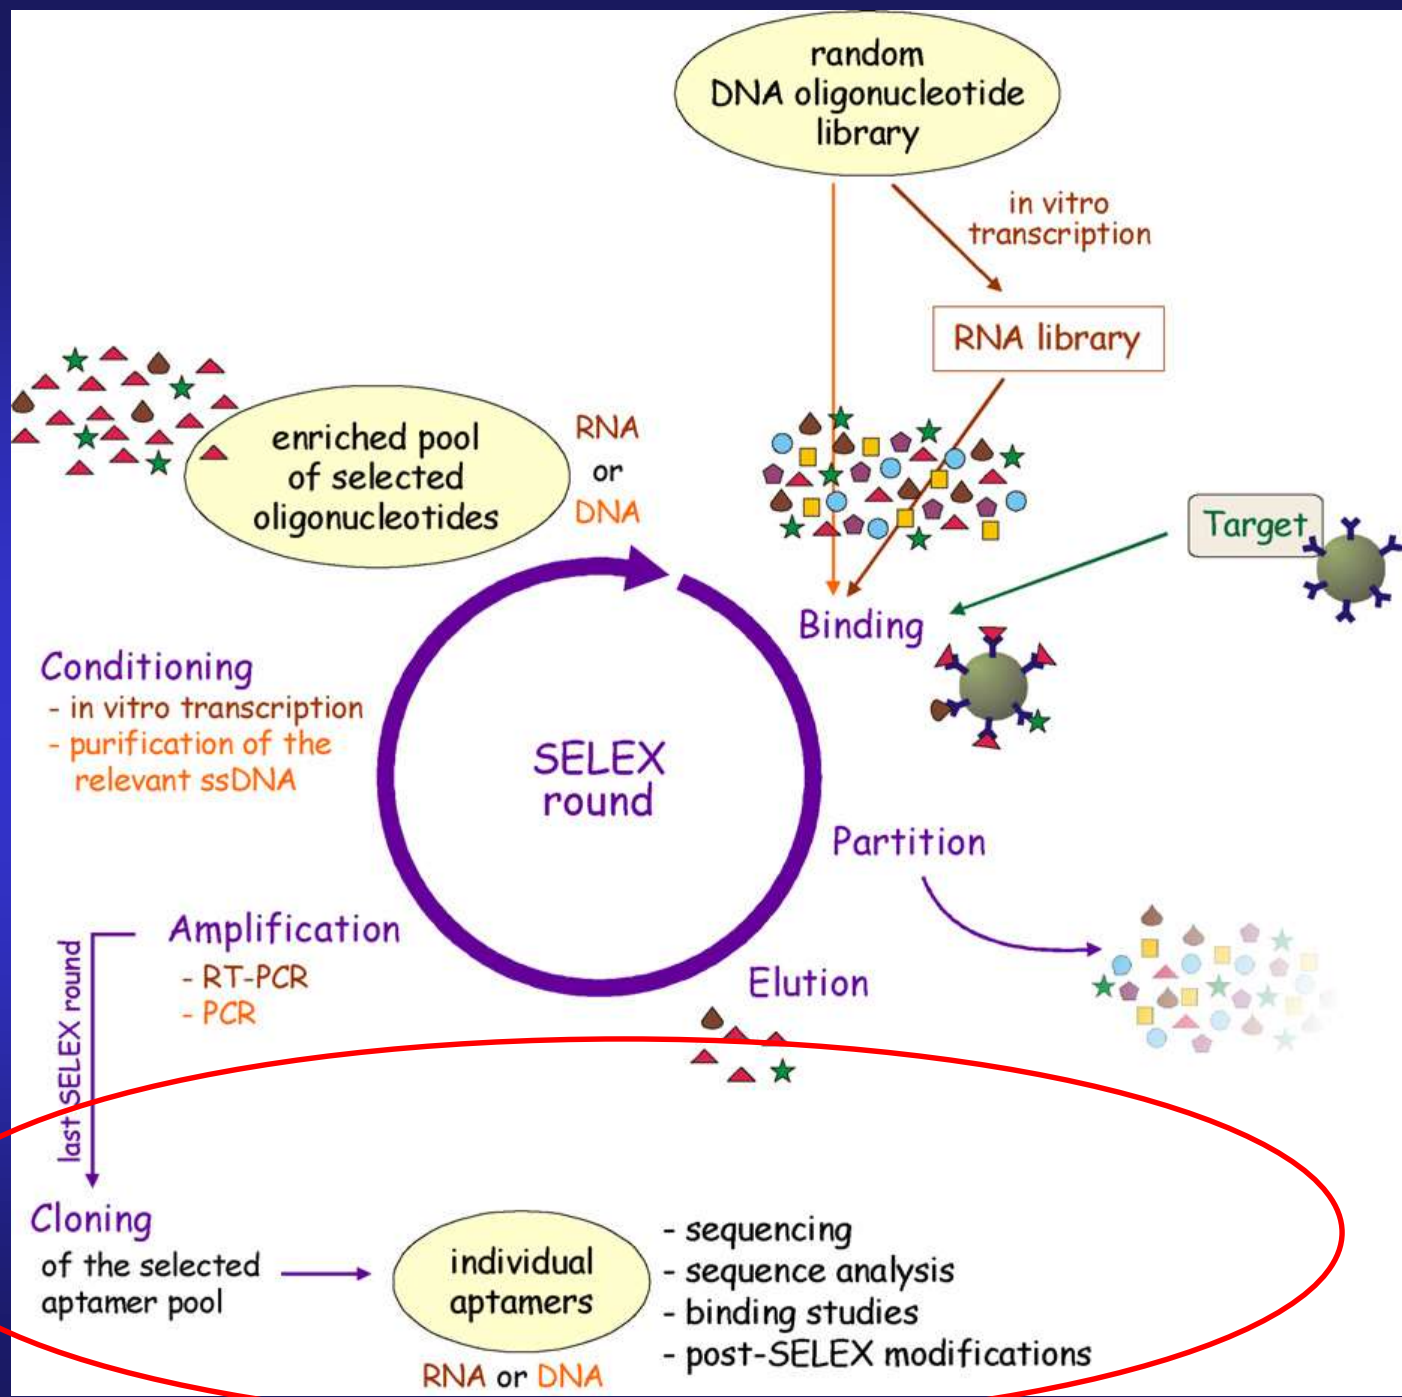 random
DNA oligonucleotide
library
in vitro
transcription
RNA library
enriched pool
of selected
oligonucleotides
RNA
or
DNA
Target
Binding
Conditioning
- in vitro transcription
- purification of the
relevant ssDNA
SELEX
round
Partition
Amplification
- RT-PCR
- PCR
Elution
last SELEX round
Cloning
of the selected
aptamer pool
individual
aptamers
RNA or DNA
- sequencing
- sequence analysis
- binding studies
- post-SELEX modifications